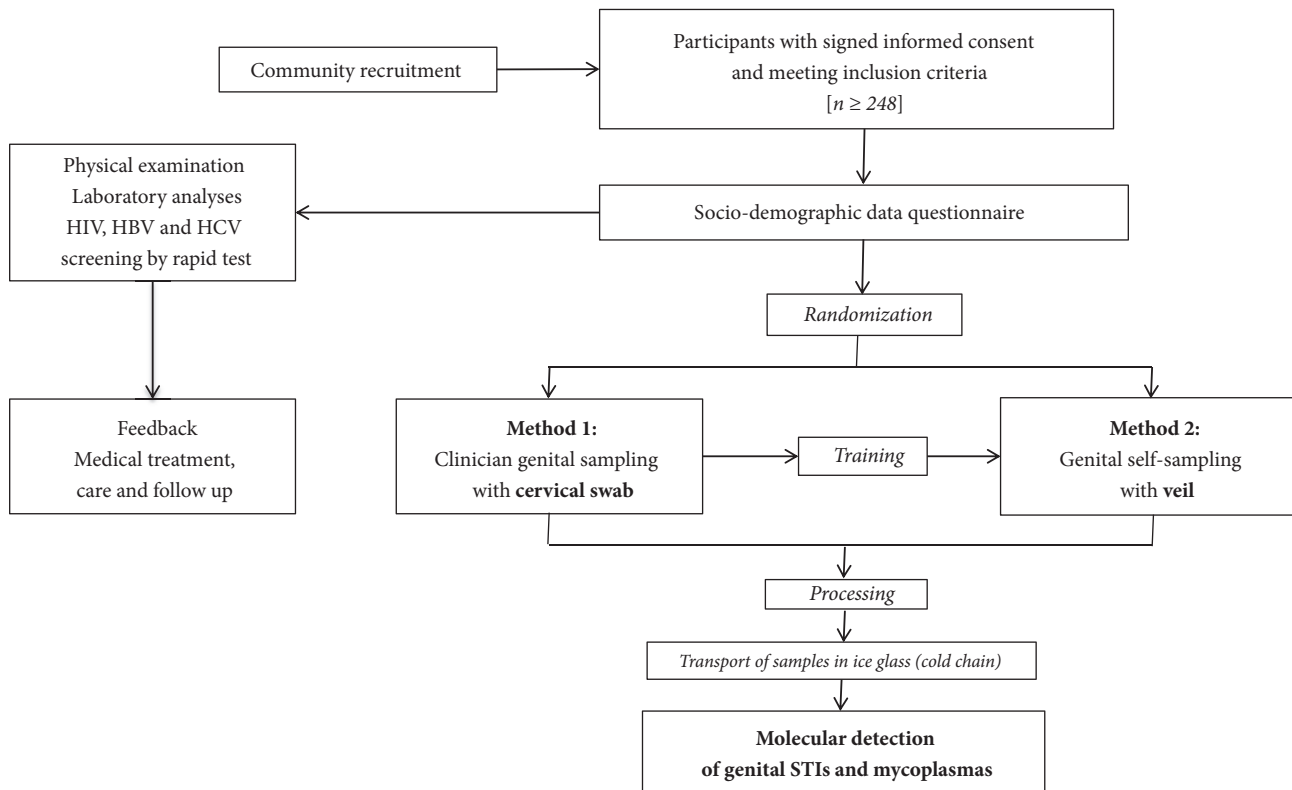 Community recruitment
Participants with signed informed consent
and meeting inclusion criteria
[n ≥ 248]
Physical examination
Laboratory analyses
HIV, HBV and HCV
screening by rapid test
Socio-demographic data questionnaire
Randomization
Feedback
Medical treatment,
care and follow up
Method 1:
Clinician genital sampling
with cervical swab
Training
Method 2:
Genital self-sampling
with veil
Processing
Transport of samples in ice glass (cold chain)
Molecular detection
of genital STIs and mycoplasmas